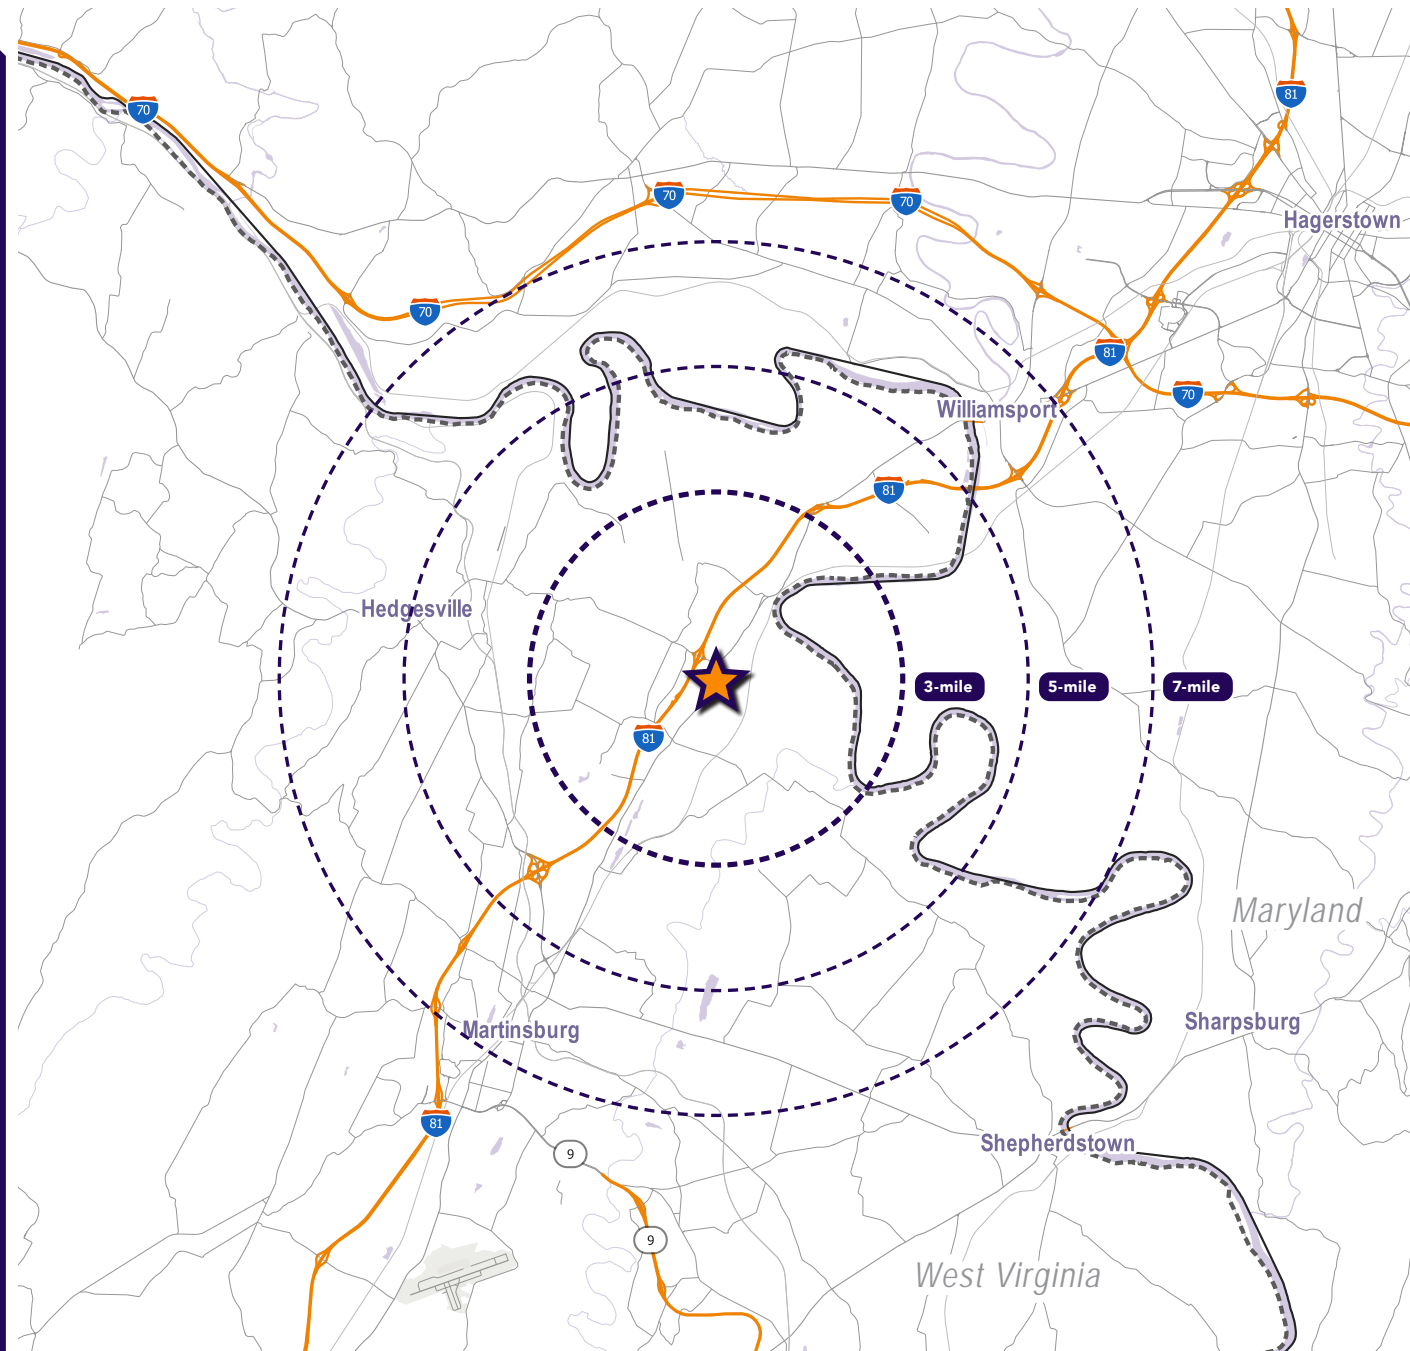 81
70
70
70
Hagerstown
70
81
70
Williamsport
81
Hedgesville
3-mile
5-mile
7-mile
81
Maryland
Sharpsburg
Martinsburg
81
Shepherdstown
9
9
West Virginia